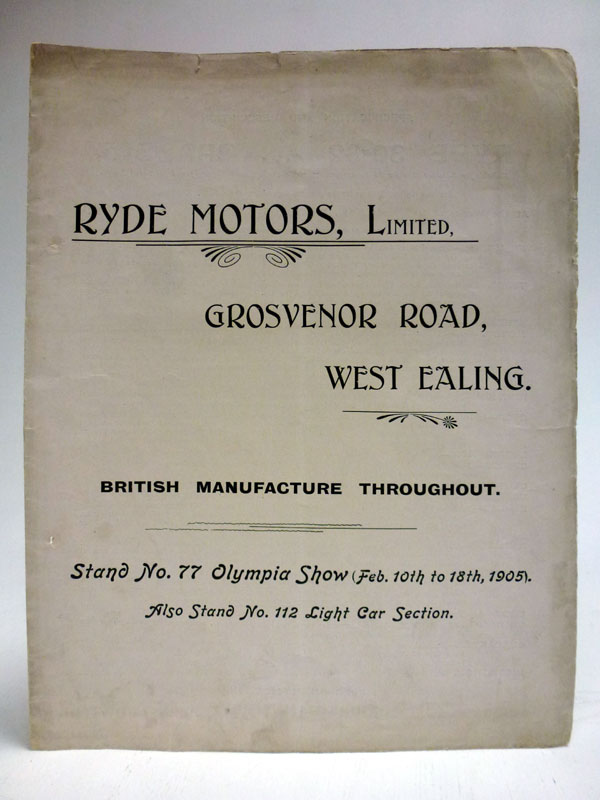 RYDE MOTORS, LIMITED,
GROSVENOR ROAD,
WEST EALING.
BRITISH MANUFACTURE THROUGHOUT.
Stand No. 77 Olympia Show (Feb. 10th to 18th, 1905).
Also Stand No. 112 Light Car Section.